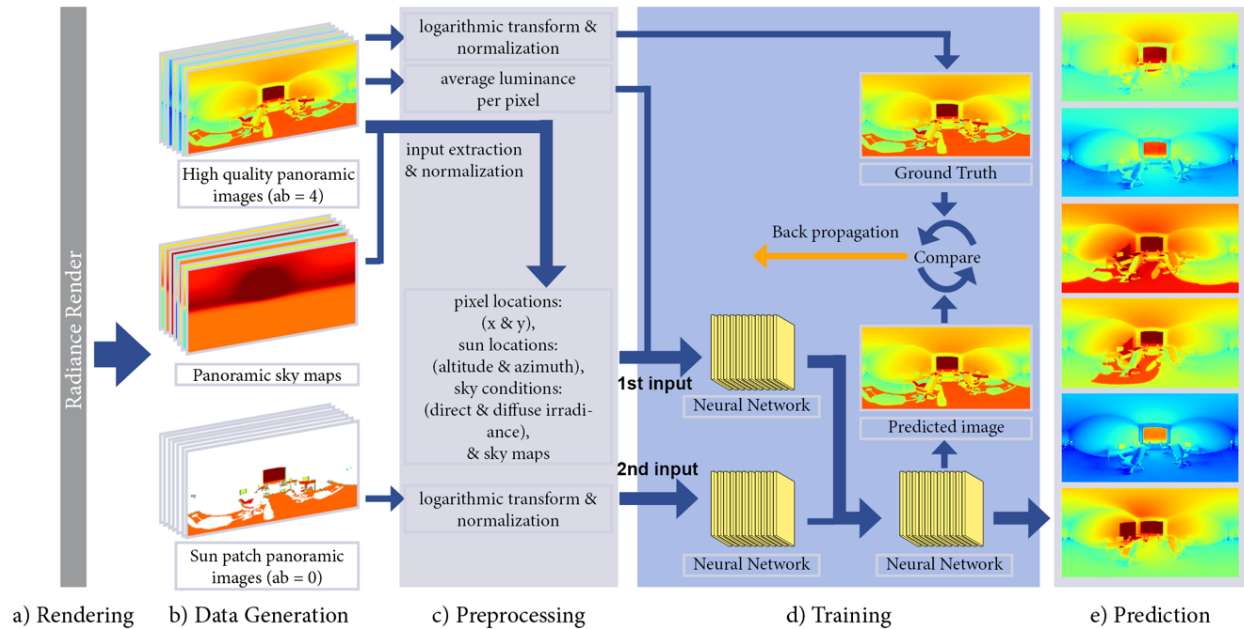 Radiance Render
High quality panoramic
images (ab = 4)
Panoramic sky maps
Sun patch panoramic
images (ab = 0)
logarithmic transform &
normalization
average luminance
per pixel
input extraction
& normalization
pixel locations:
(x & y),
sun locations:
(altitude & azimuth),
sky conditions:
(direct & diffuse irradi-
ance),
& sky maps
logarithmic transform &
normalization
1st input
2nd input
Neural Network
Neural Network
Ground Truth
Back propagation
Compare
Predicted image
Neural Network
a) Rendering
b) Data Generation
c) Preprocessing
d) Training
e) Prediction